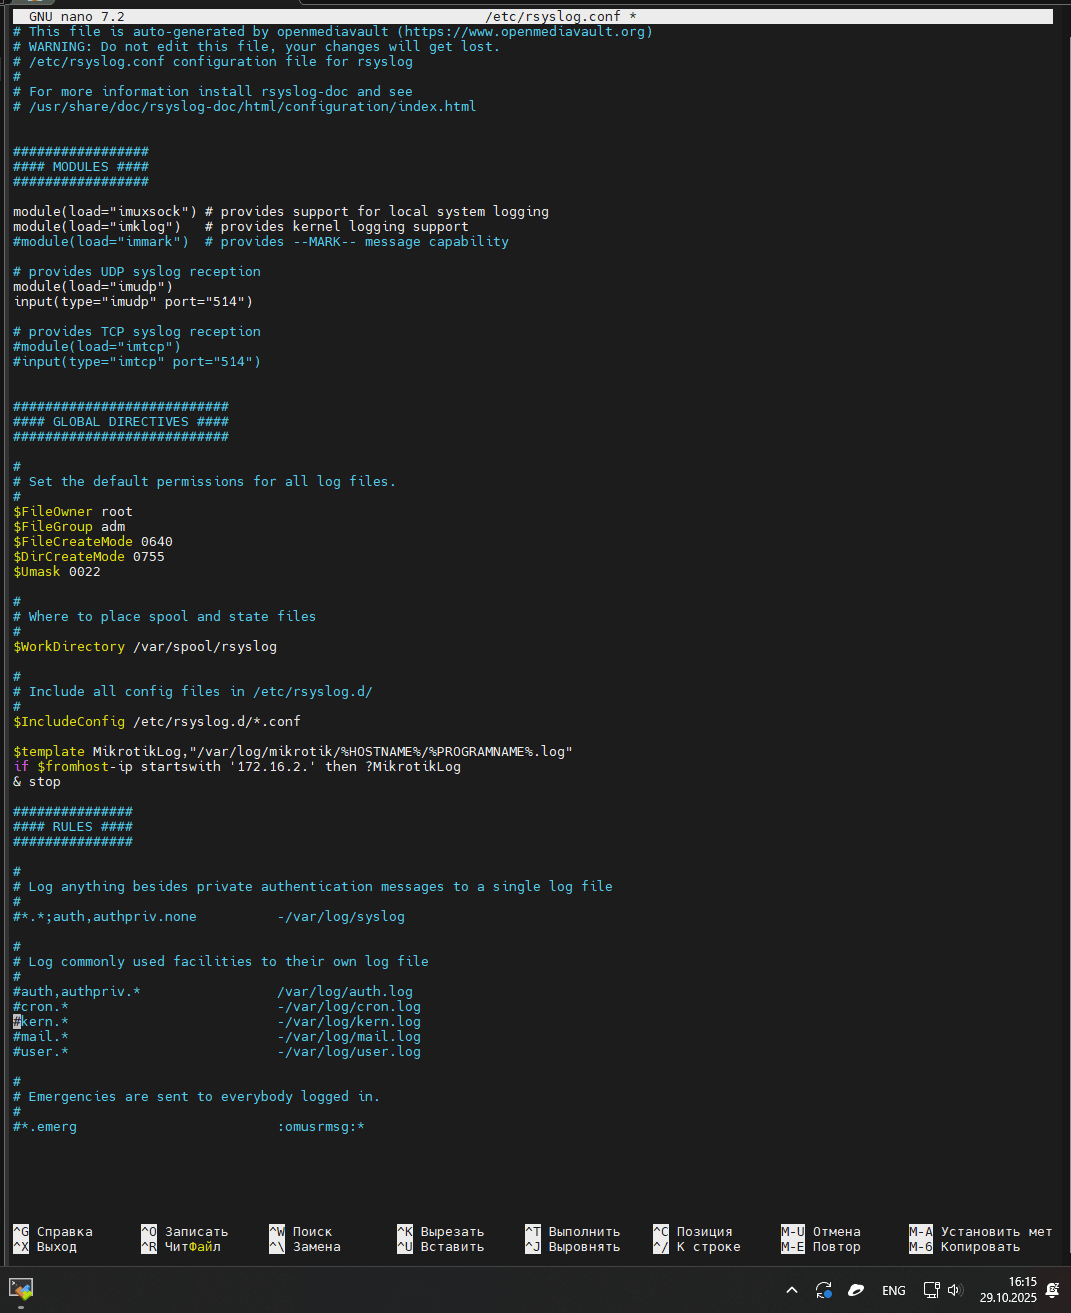 GNU nano 7.2 /etc/rsyslog.conf *
# This file is auto-generated by openmediavault (https://www.openmediavault.org)
# WARNING: Do not edit this file, your changes will get lost.
# /etc/rsyslog.conf configuration file for rsyslog
#
# For more information install rsyslog-doc and see
# /usr/share/doc/rsyslog-doc/html/configuration/index.html
#################
#### MODULES ####
#################
module(load="imuxsock") # provides support for local system logging
module(load="imklog")   # provides kernel logging support
#module(load="immark")  # provides --MARK-- message capability
# provides UDP syslog reception
module(load="imudp")
input(type="imudp" port="514")
# provides TCP syslog reception
#module(load="imtcp")
#input(type="imtcp" port="514")
###########################
#### GLOBAL DIRECTIVES ####
###########################
#
# Set the default permissions for all log files.
#
$FileOwner root
$FileGroup adm
$FileCreateMode 0640
$DirCreateMode 0755
$Umask 0022
#
# Where to place spool and state files
#
$WorkDirectory /var/spool/rsyslog
#
# Include all config files in /etc/rsyslog.d/
#
$IncludeConfig /etc/rsyslog.d/*.conf
$template MikrotikLog,"/var/log/mikrotik/%HOSTNAME%/%PROGRAMNAME%.log"
if $fromhost-ip startswith '172.16.2.' then ?MikrotikLog
& stop
###############
#### RULES ####
###############
#
# Log anything besides private authentication messages to a single log file
#
#*.*;auth,authpriv.none          -/var/log/syslog
#
# Log commonly used facilities to their own log file
#
#auth,authpriv.*                 /var/log/auth.log
#cron.*                          -/var/log/cron.log
#kern.*                          -/var/log/kern.log
#mail.*                          -/var/log/mail.log
#user.*                          -/var/log/user.log
#
# Emergencies are sent to everybody logged in.
#
#*.emerg                         :omusrmsg:*
^G Справка ^O Записать ^W Поиск ^K Вырезать ^T Выполнить ^C Позиция M-U Отмена M-A Установить мет
^X Выход ^R ЧитФайл ^\ Замена ^U Вставить ^J Выровнять ^/ К строке M-E Повтор M-6 Копировать
ENG 16:15
29.10.2025